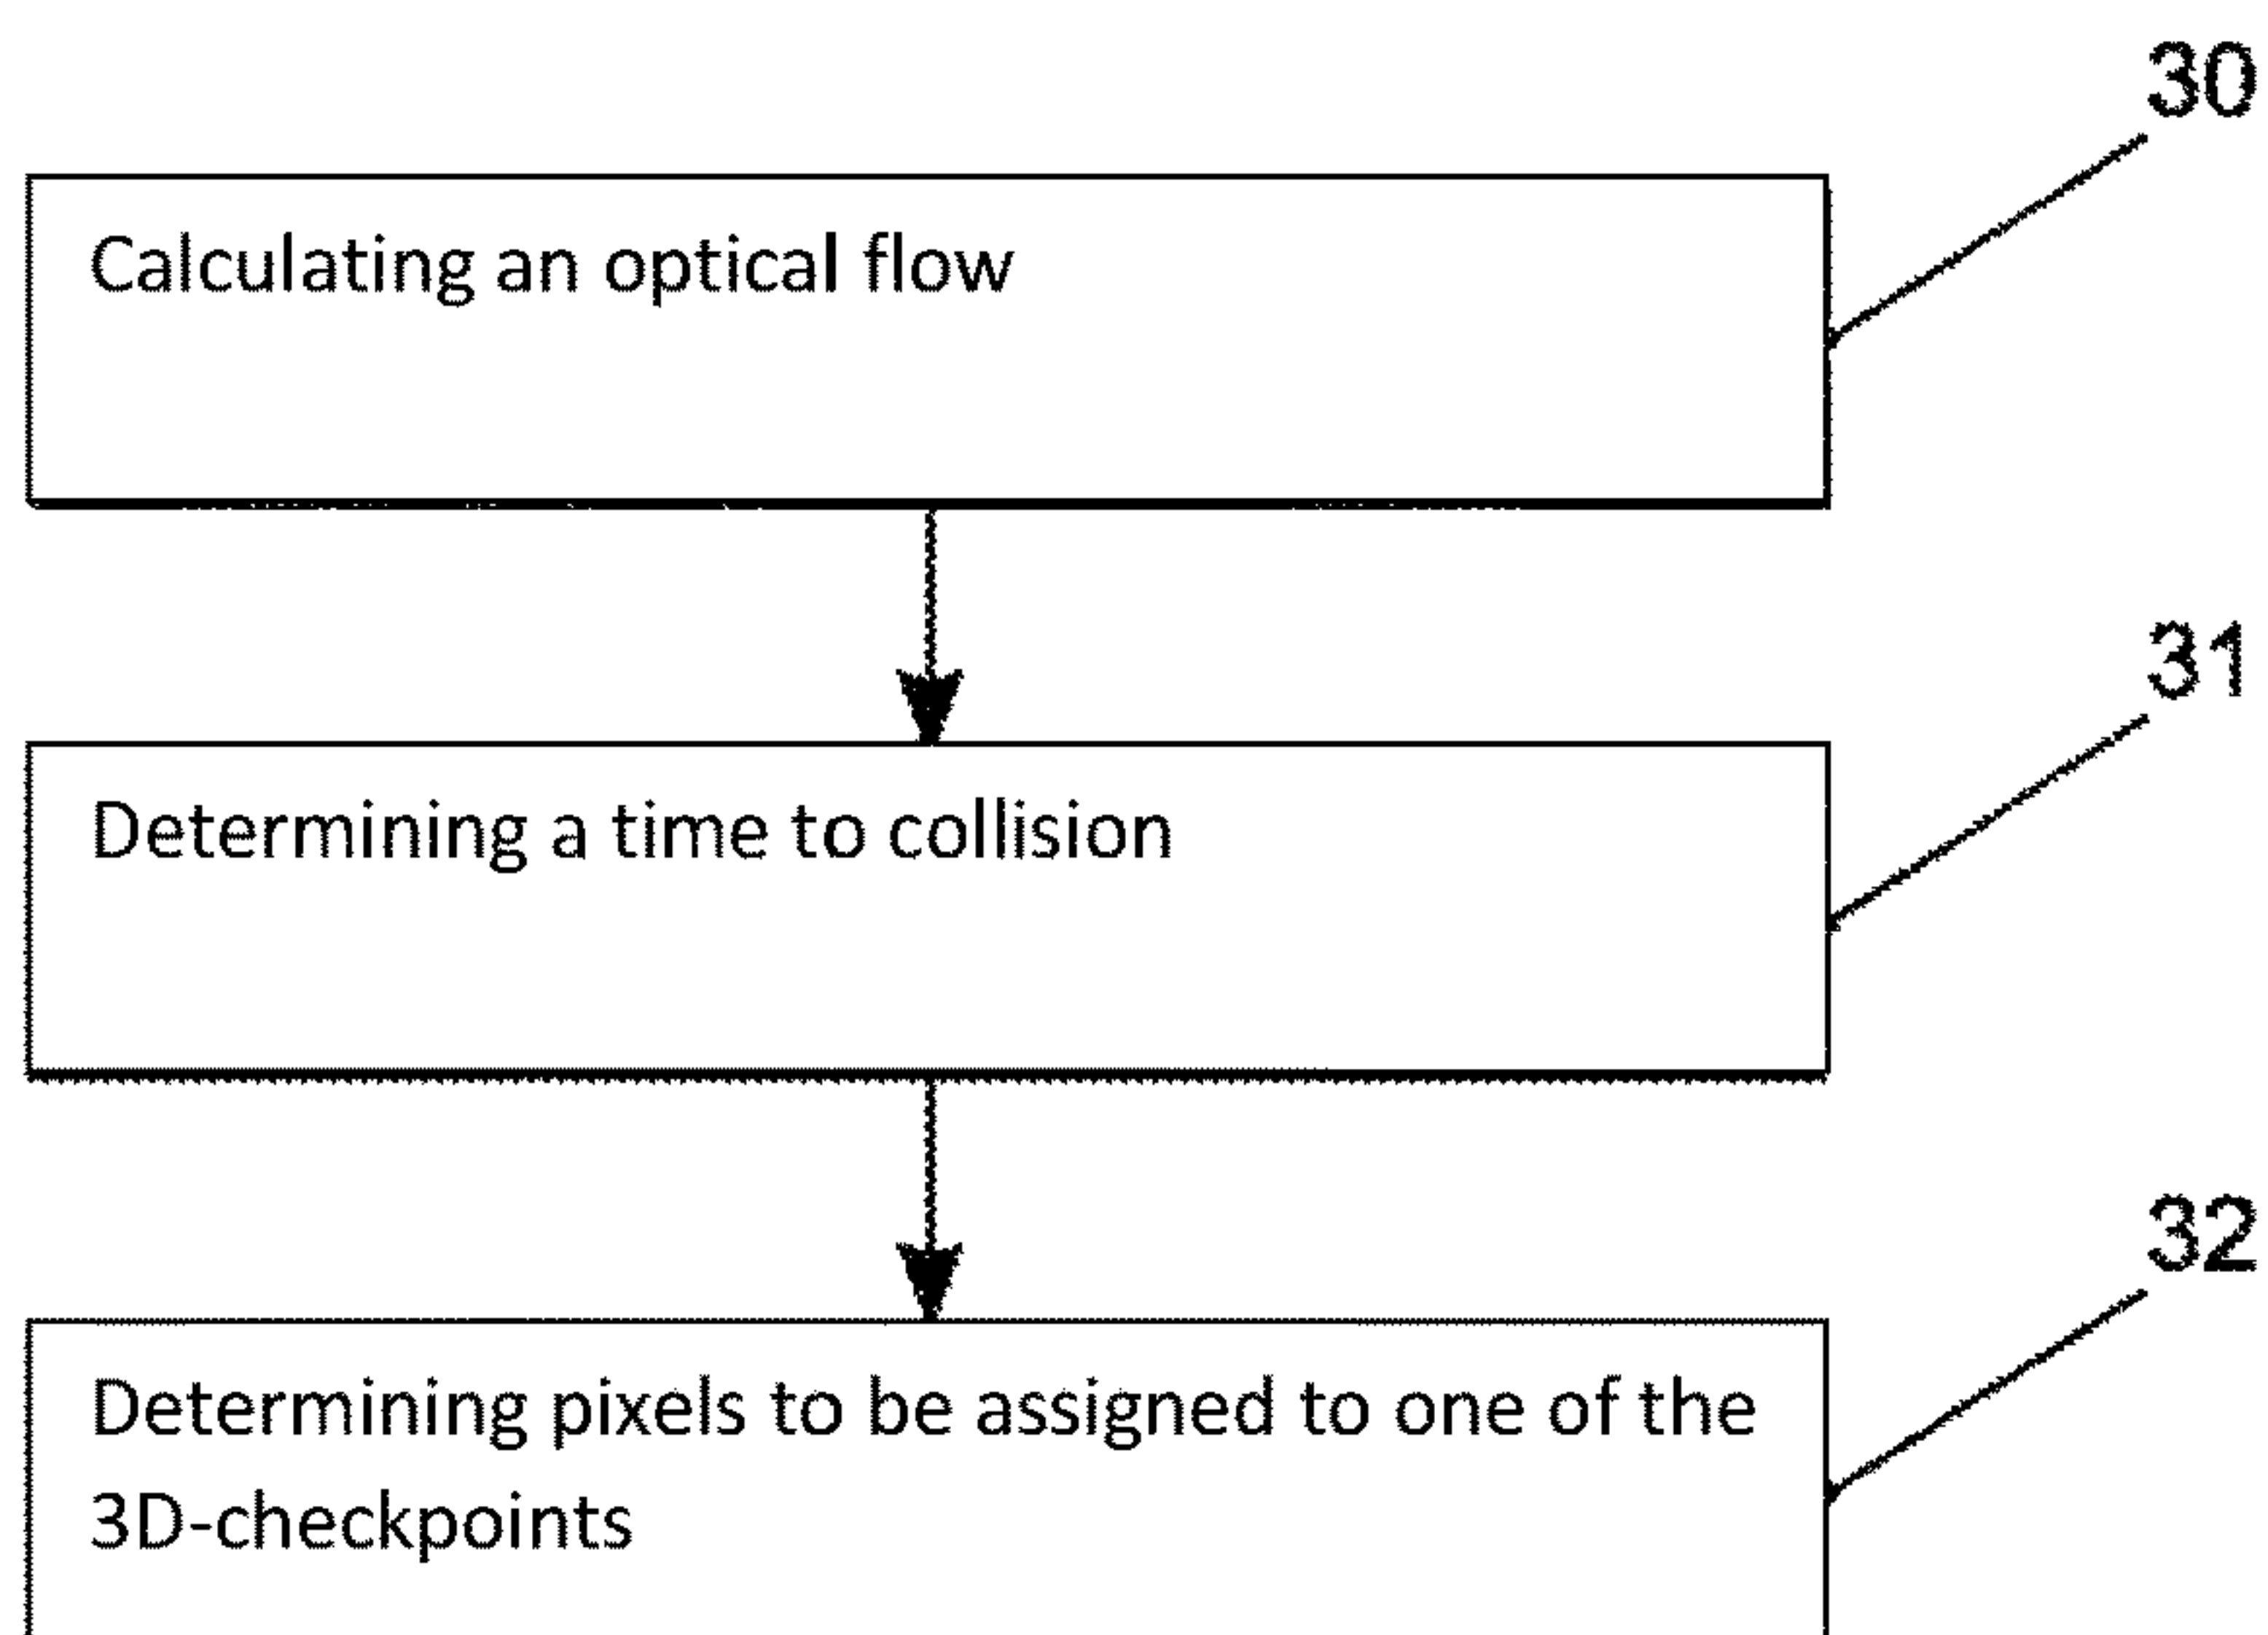 30
Calculating an optical flow
31
Determining a time to collision
32
Determining pixels to be assigned to one of the
3D-checkpoints